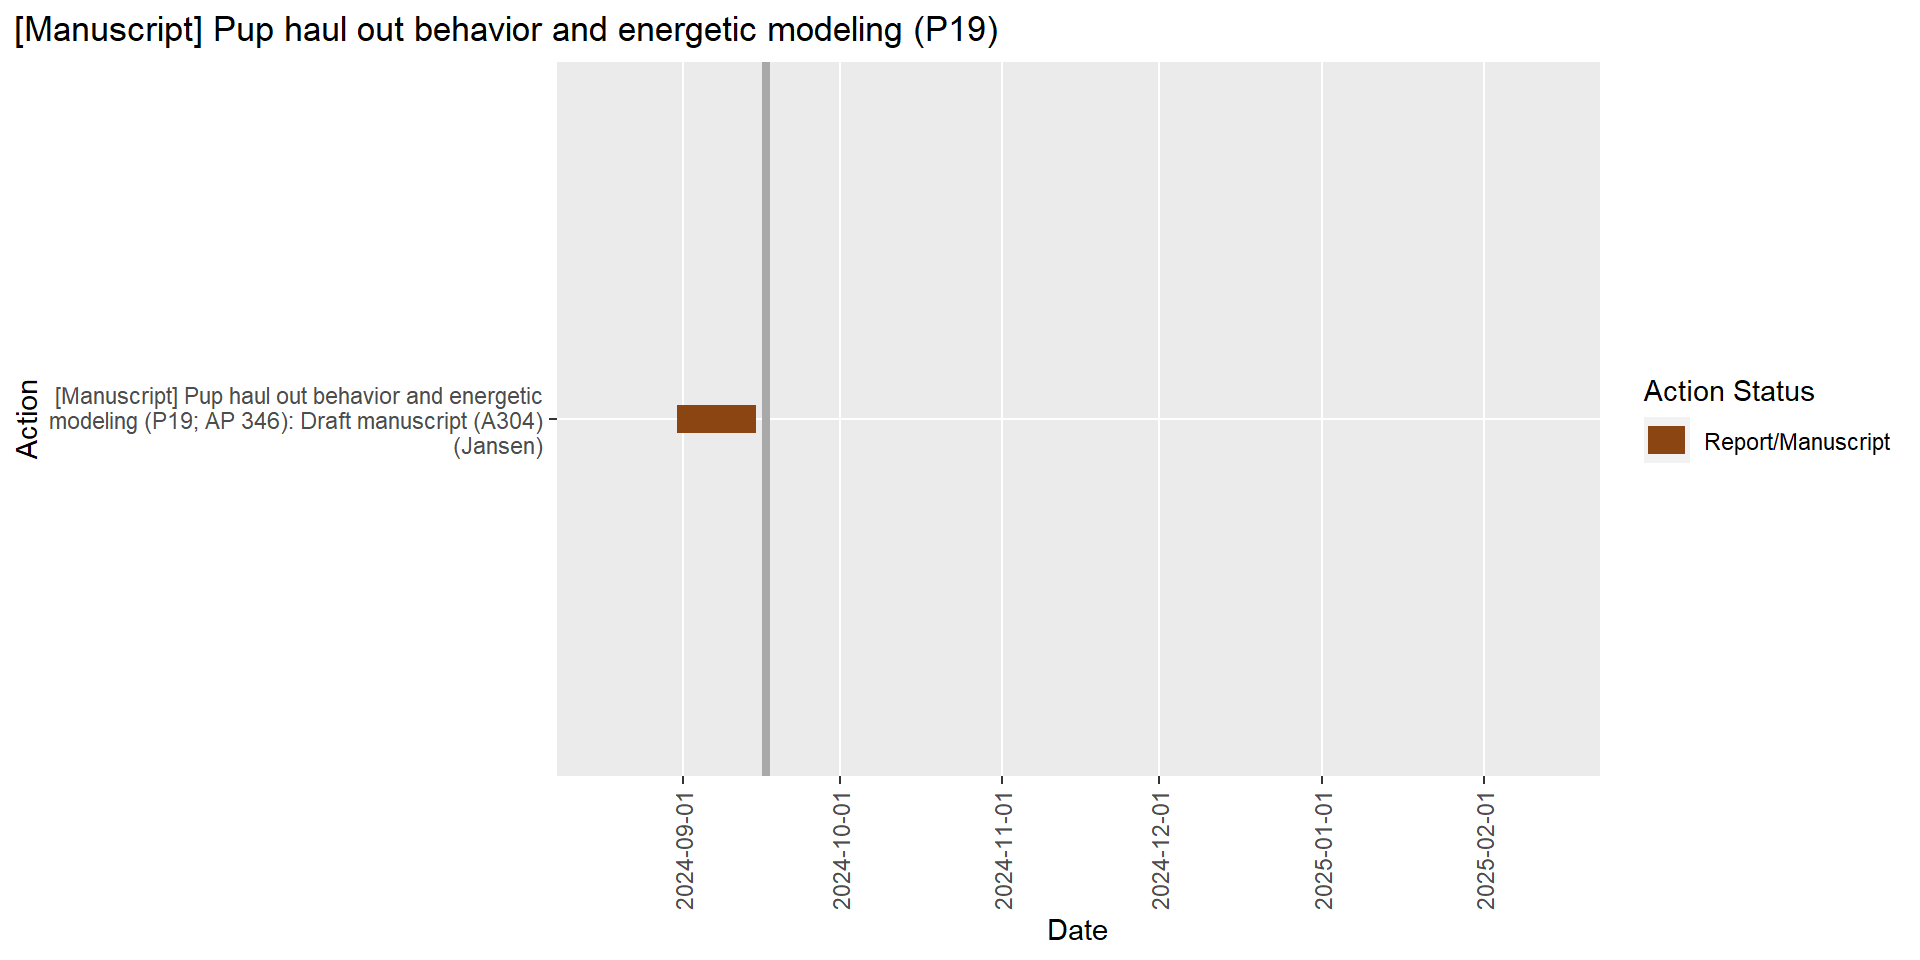 [Manuscript] Pup haul out behavior and energetic modeling (P19)
Action
[Manuscript] Pup haul out behavior and energetic
modeling (P19; AP 346): Draft manuscript (A304)
(Jansen)
2024-09-01
2024-10-01
2024-11-01
2024-12-01
2025-01-01
2025-02-01
Date
Action Status
Report/Manuscript